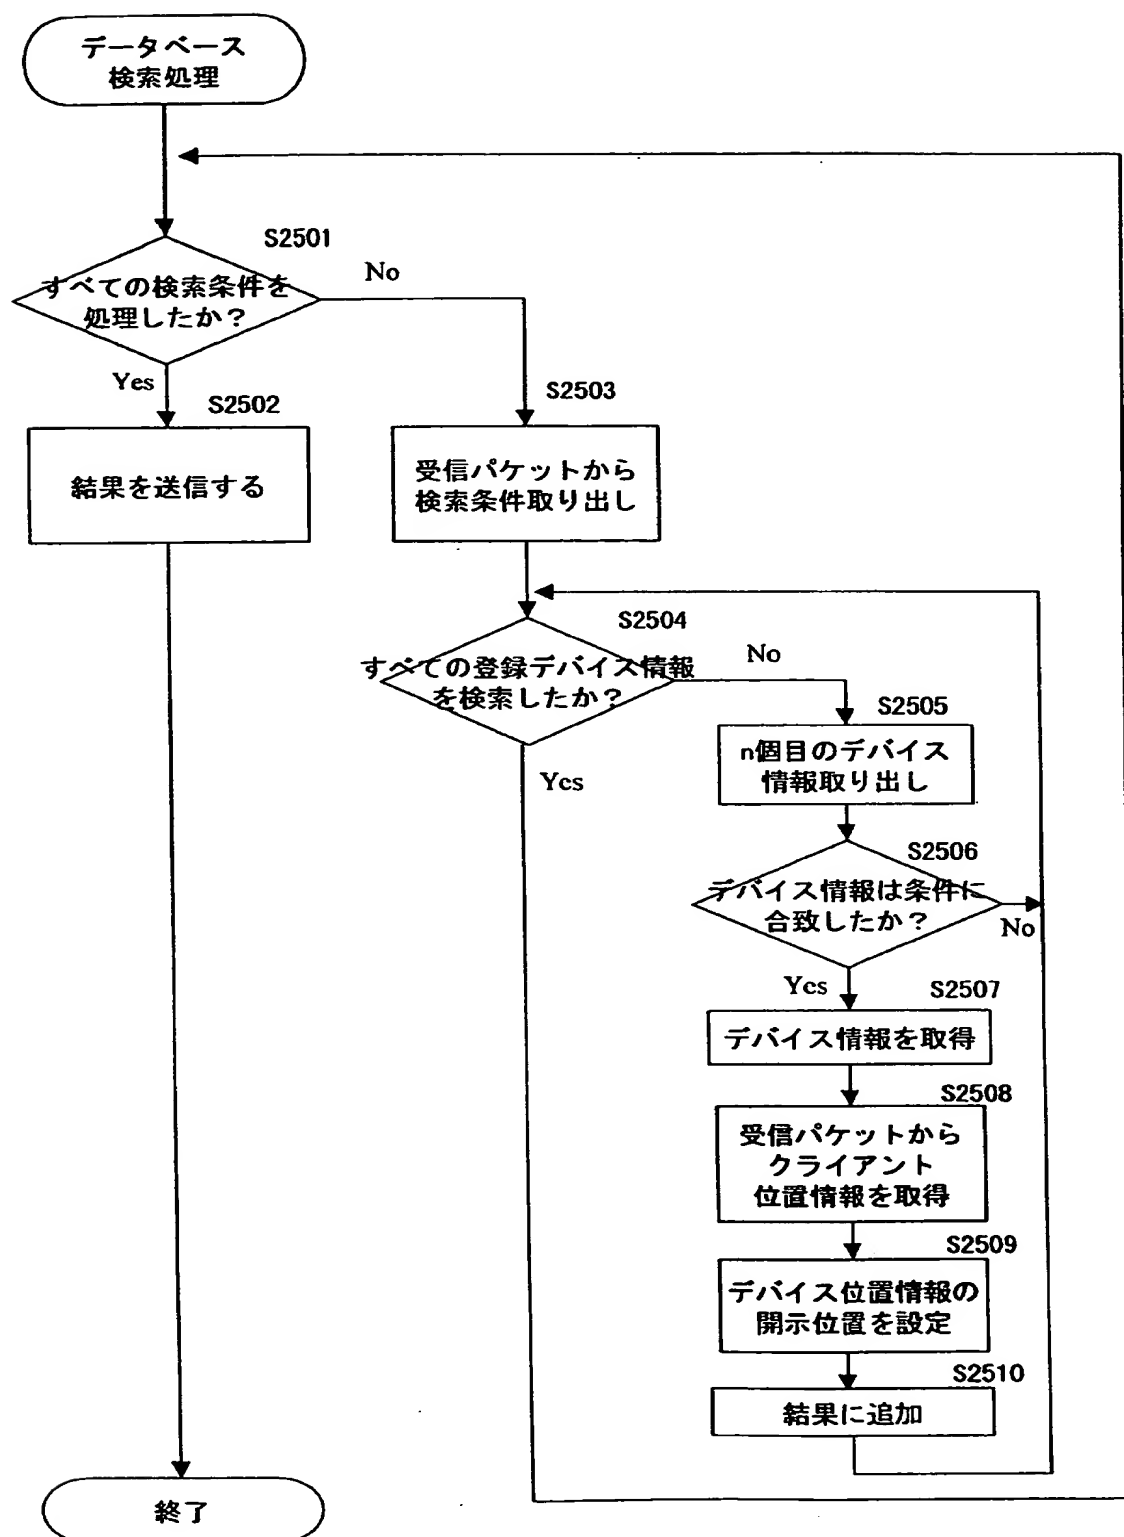 データベース
検索処理
S2501
すべての検索条件を
処理したか？
No
Yes
S2502
結果を送信する
S2503
受信パケットから
検索条件取り出し
S2504
すべての登録デバイス情報
を検索したか？
No
Yes
S2505
n個目のデバイス
情報取り出し
S2506
デバイス情報は条件に
合致したか？
No
Yes
S2507
デバイス情報を取得
S2508
受信パケットから
クライアント
位置情報を取得
S2509
デバイス位置情報の
開示位置を設定
S2510
結果に追加
終了